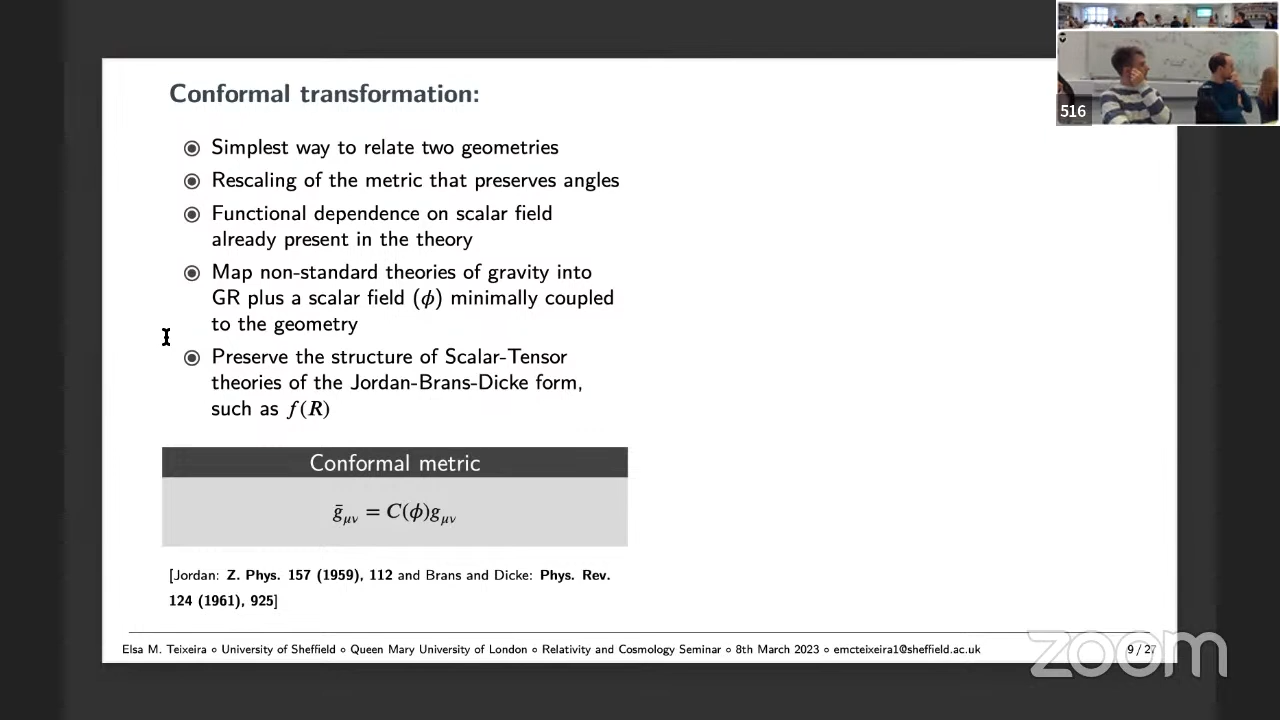 Conformal transformation:
Simplest way to relate two geometries
Rescaling of the metric that preserves angles
Functional dependence on scalar field
already present in the theory
Map non-standard theories of gravity into
GR plus a scalar field (ϕ) minimally coupled
to the geometry
Preserve the structure of Scalar-Tensor
theories of the Jordan-Brans-Dicke form,
such as f(R)
Conformal metric
ḡμν = C(ϕ)gμν
[Jordan: Z. Phys. 157 (1959), 112 and Brans and Dicke: Phys. Rev.
124 (1961), 925]
Elsa M. Teixeira ∘ University of Sheffield ∘ Queen Mary University of London ∘ Relativity and Cosmology Seminar ∘ 8th March 2023 ∘ emcteixeira1@sheffield.ac.uk
9 / 27
516
zoom